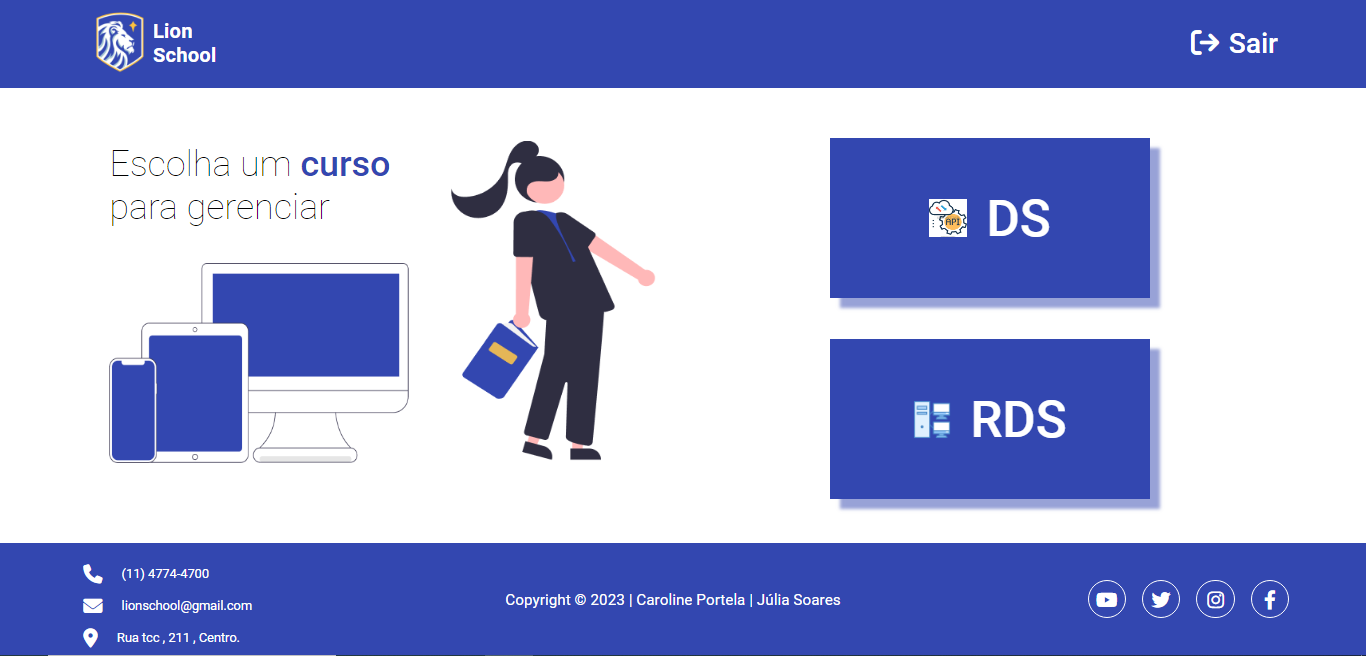 Lion
School
Sair
Escolha um curso
para gerenciar
API
DS
RDS
(11) 4774-4700
lionschool@gmail.com
Rua tcc , 211 , Centro.
Copyright © 2023 | Caroline Portela | Júlia Soares